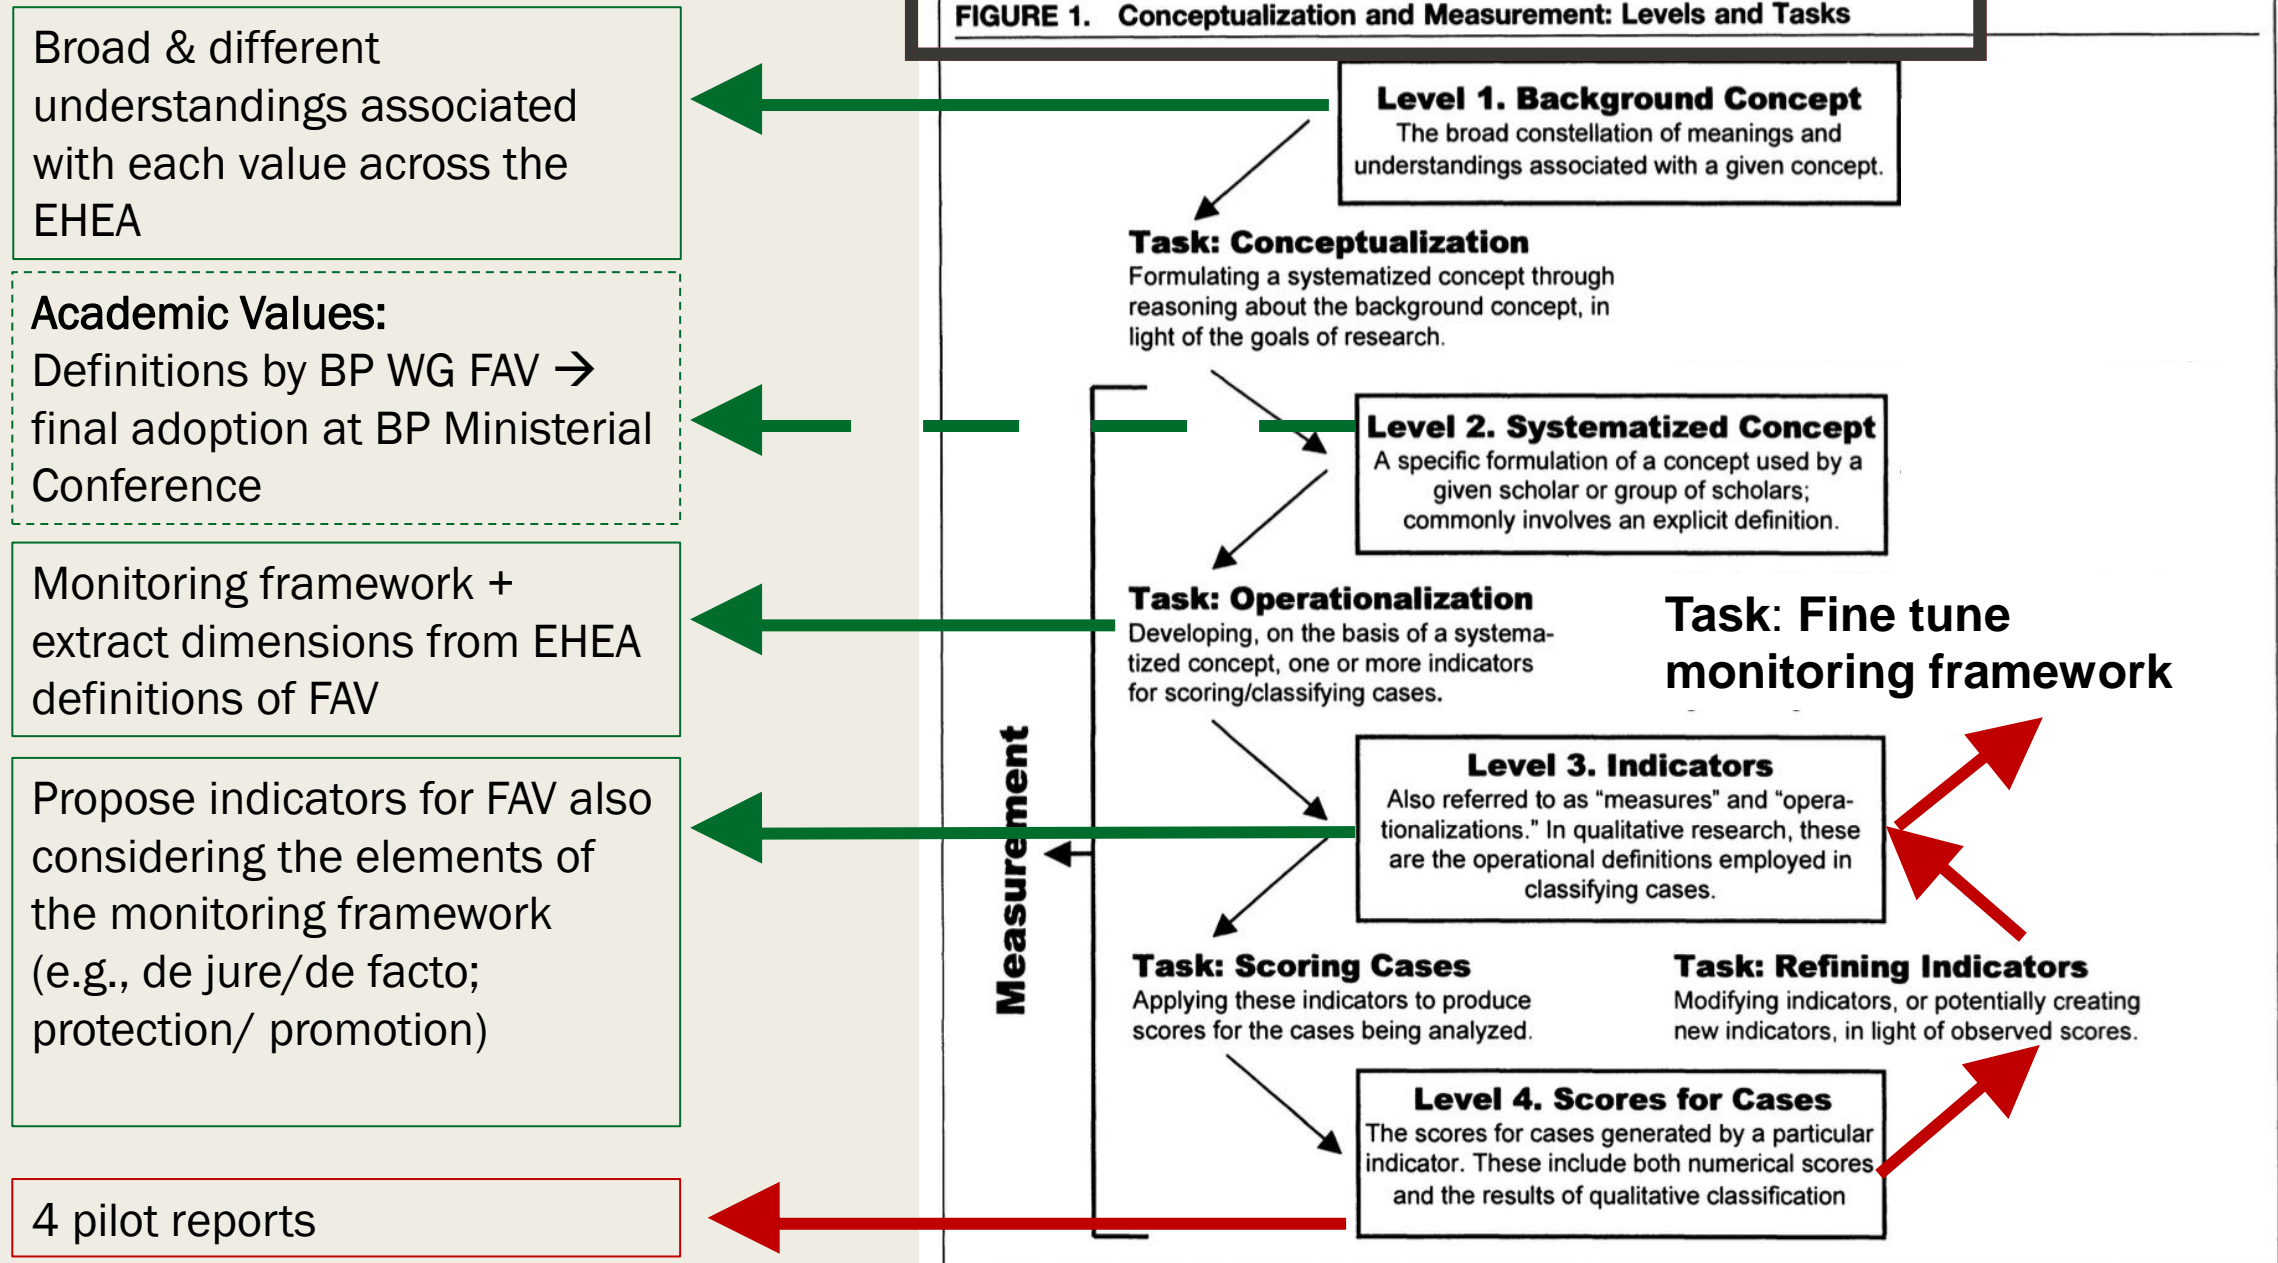 Broad & different
understandings associated
with each value across the
EHEA
Academic Values:
Definitions by BP WG FAV →
final adoption at BP Ministerial
Conference
Monitoring framework +
extract dimensions from EHEA
definitions of FAV
Propose indicators for FAV also
considering the elements of
the monitoring framework
(e.g., de jure/de facto;
protection/ promotion)
4 pilot reports
FIGURE 1. Conceptualization and Measurement: Levels and Tasks
Level 1. Background Concept
The broad constellation of meanings and
understandings associated with a given concept.
Task: Conceptualization
Formulating a systematized concept through
reasoning about the background concept, in
light of the goals of research.
Level 2. Systematized Concept
A specific formulation of a concept used by a
given scholar or group of scholars;
commonly involves an explicit definition.
Task: Operationalization
Developing, on the basis of a systema-
tized concept, one or more indicators
for scoring/classifying cases.
Task: Fine tune
monitoring framework
Measurement
Level 3. Indicators
Also referred to as “measures” and “opera-
tionalizations.” In qualitative research, these
are the operational definitions employed in
classifying cases.
Task: Scoring Cases
Applying these indicators to produce
scores for the cases being analyzed.
Task: Refining Indicators
Modifying indicators, or potentially creating
new indicators, in light of observed scores.
Level 4. Scores for Cases
The scores for cases generated by a particular
indicator. These include both numerical scores
and the results of qualitative classification